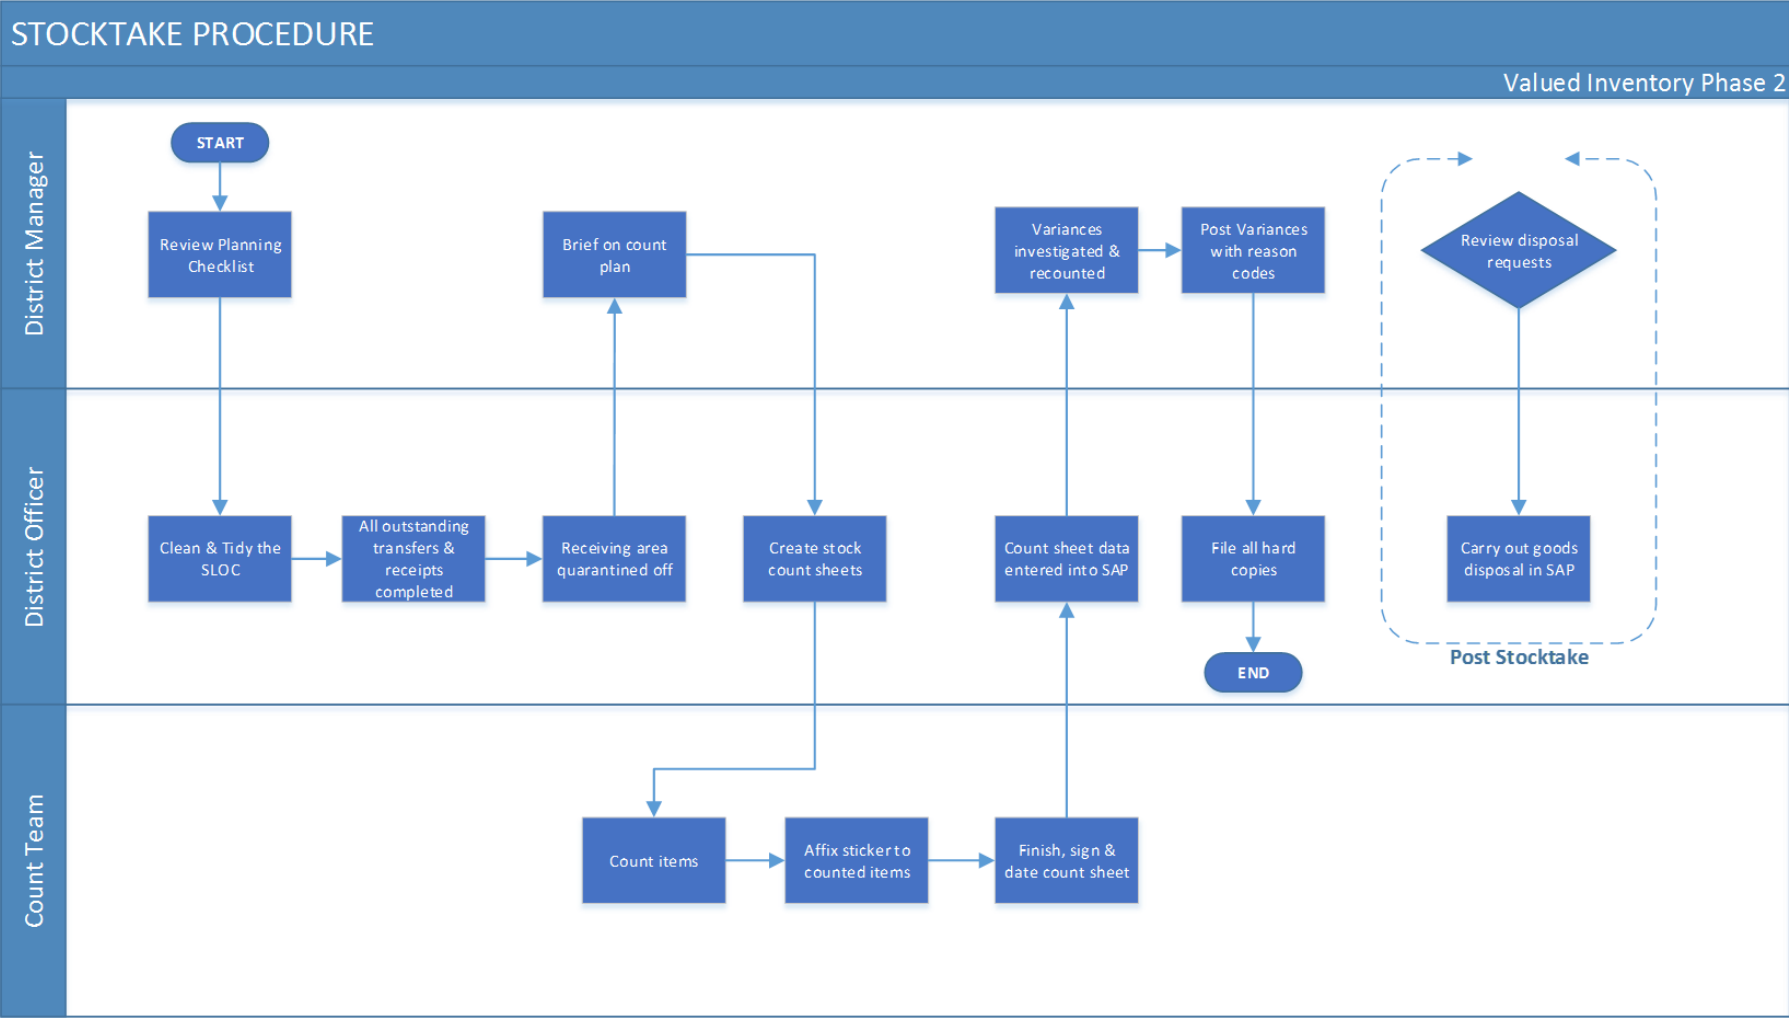 STOCKTAKE PROCEDURE
Valued Inventory Phase 2
District Manager
START
Review Planning
Checklist
Brief on count
plan
Variances
investigated &
recounted
Post Variances
with reason
codes
Review disposal
requests
District Officer
Clean & Tidy the
SLOC
All outstanding
transfers &
receipts
completed
Receiving area
quarantined off
Create stock
count sheets
Count sheet data
entered into SAP
File all hard
copies
Carry out goods
disposal in SAP
END
Post Stocktake
Count Team
Count items
Affix sticker to
counted items
Finish, sign &
date count sheet